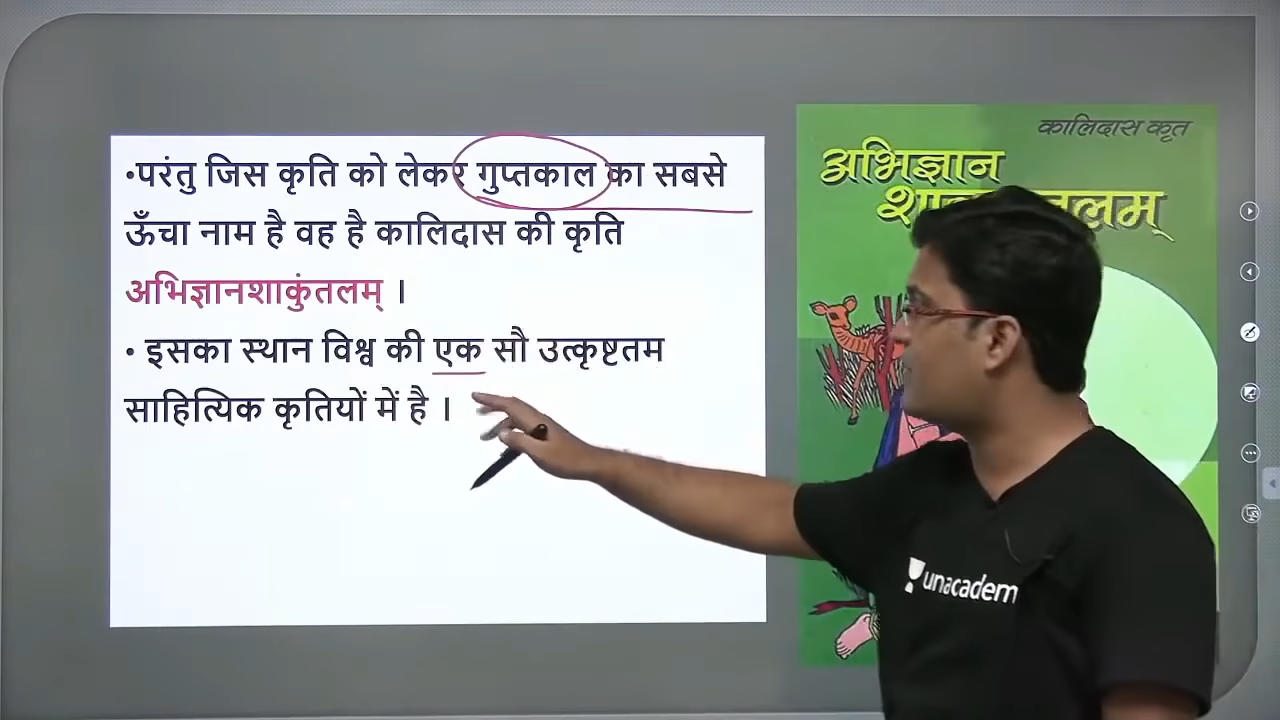 •परंतु जिस कृति को लेकर गुप्तकाल का सबसे
ऊँचा नाम है वह है कालिदास की कृति
अभिज्ञानशाकुंतलम् ।
• इसका स्थान विश्व की एक सौ उत्कृष्टतम
साहित्यिक कृतियों में है ।
कालिदास कृत
अभिज्ञान
unacadem